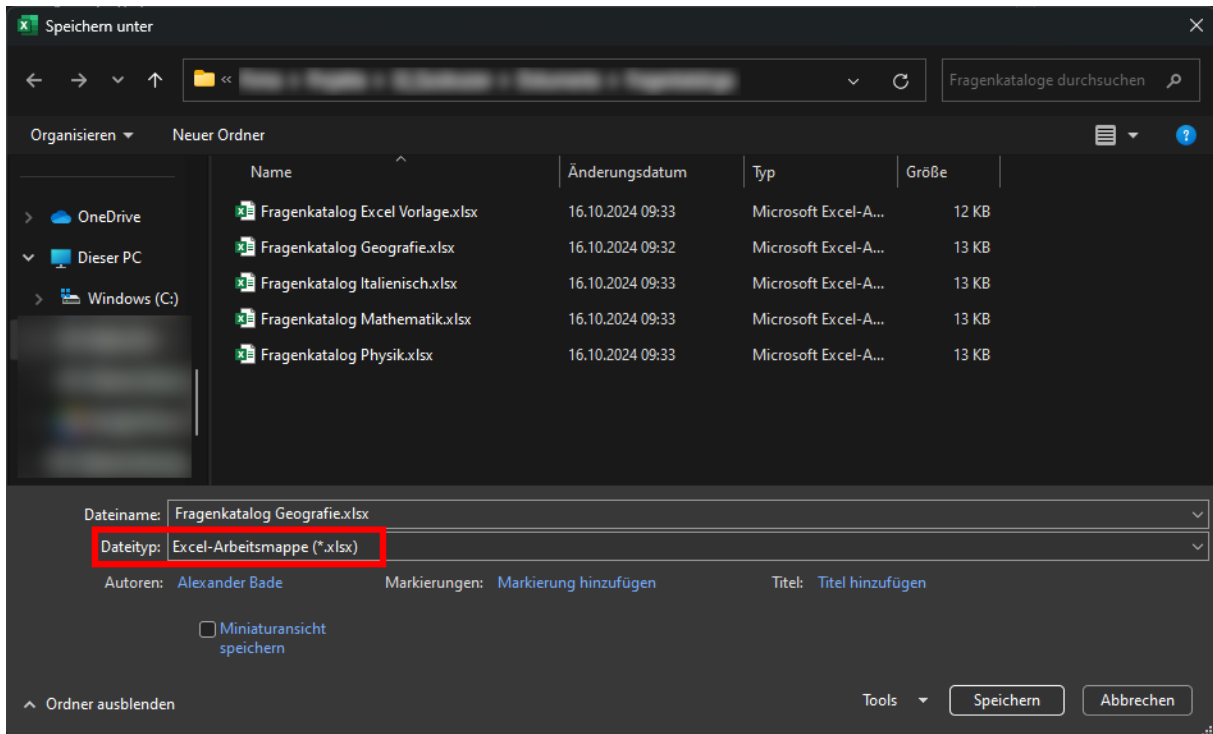 Speichern unter
«
Fragenkataloge durchsuchen
Organisieren
Neuer Ordner
Name Änderungsdatum Typ Größe
OneDrive
Dieser PC
Windows (C:)
Fragenkatalog Excel Vorlage.xlsx 16.10.2024 09:33 Microsoft Excel-A... 12 KB
Fragenkatalog Geografie.xlsx 16.10.2024 09:32 Microsoft Excel-A... 13 KB
Fragenkatalog Italienisch.xlsx 16.10.2024 09:33 Microsoft Excel-A... 13 KB
Fragenkatalog Mathematik.xlsx 16.10.2024 09:33 Microsoft Excel-A... 13 KB
Fragenkatalog Physik.xlsx 16.10.2024 09:33 Microsoft Excel-A... 13 KB
Dateiname: Fragenkatalog Geografie.xlsx
Dateityp: Excel-Arbeitsmappe (*.xlsx)
Autoren: Alexander Bade Markierungen: Markierung hinzufügen Titel: Titel hinzufügen
Miniaturansicht
speichern
Ordner ausblenden
Tools
Speichern
Abbrechen